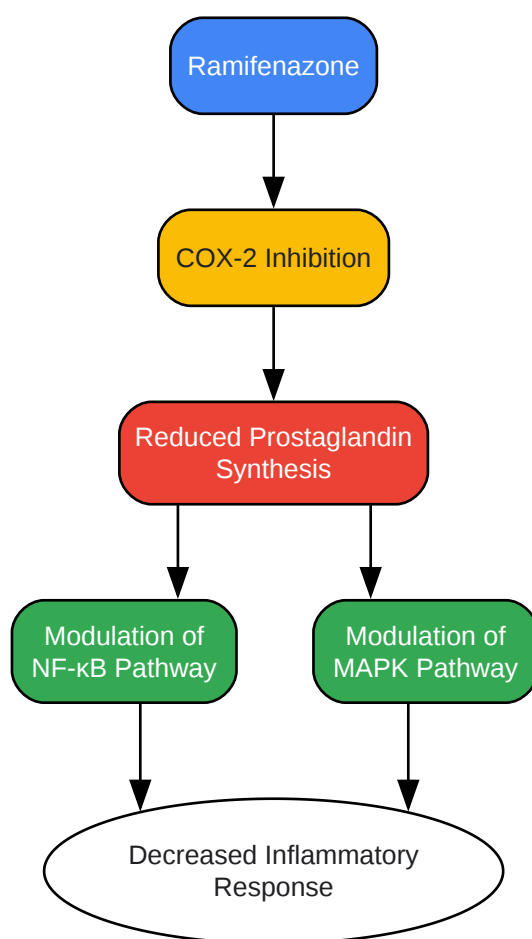 Ramifenazone
COX-2 Inhibition
Reduced Prostaglandin
Synthesis
Modulation of
NF-κB Pathway
Modulation of
MAPK Pathway
Decreased Inflammatory
Response